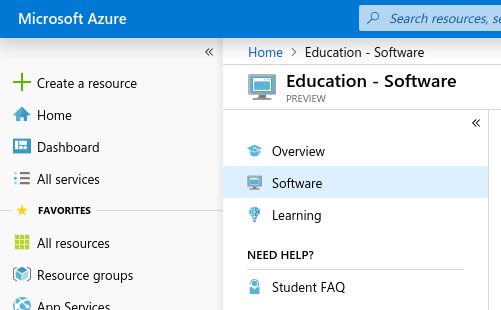 Microsoft Azure
Search resources, se
Home > Education - Software
Education - Software
PREVIEW
Create a resource
Home
Dashboard
All services
FAVORITES
All resources
Resource groups
App Services
Overview
Software
Learning
NEED HELP?
Student FAQ